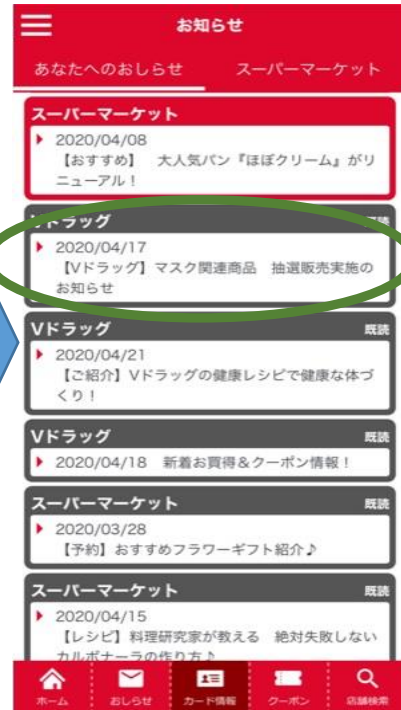 お知らせ
あなたへのおしらせ スーパーマーケット
スーパーマーケット
2020/04/08
【おすすめ】 大人気パン『ほぼクリーム』がリ
ニューアル！
Vドラッグ 既読
2020/04/17
【Vドラッグ】マスク関連商品 抽選販売実施の
お知らせ
Vドラッグ 既読
2020/04/21
【ご紹介】Vドラッグの健康レシピで健康な体づ
くり！
Vドラッグ 既読
2020/04/18 新着お買得＆クーポン情報！
スーパーマーケット 既読
2020/03/28
【予約】おすすめフラワーギフト紹介♪
スーパーマーケット 既読
2020/04/15
【レシピ】料理研究家が教える 絶対失敗しない
カルボナーラの作り方♪
ホーム おしらせ カード情報 クーポン 店舗検索